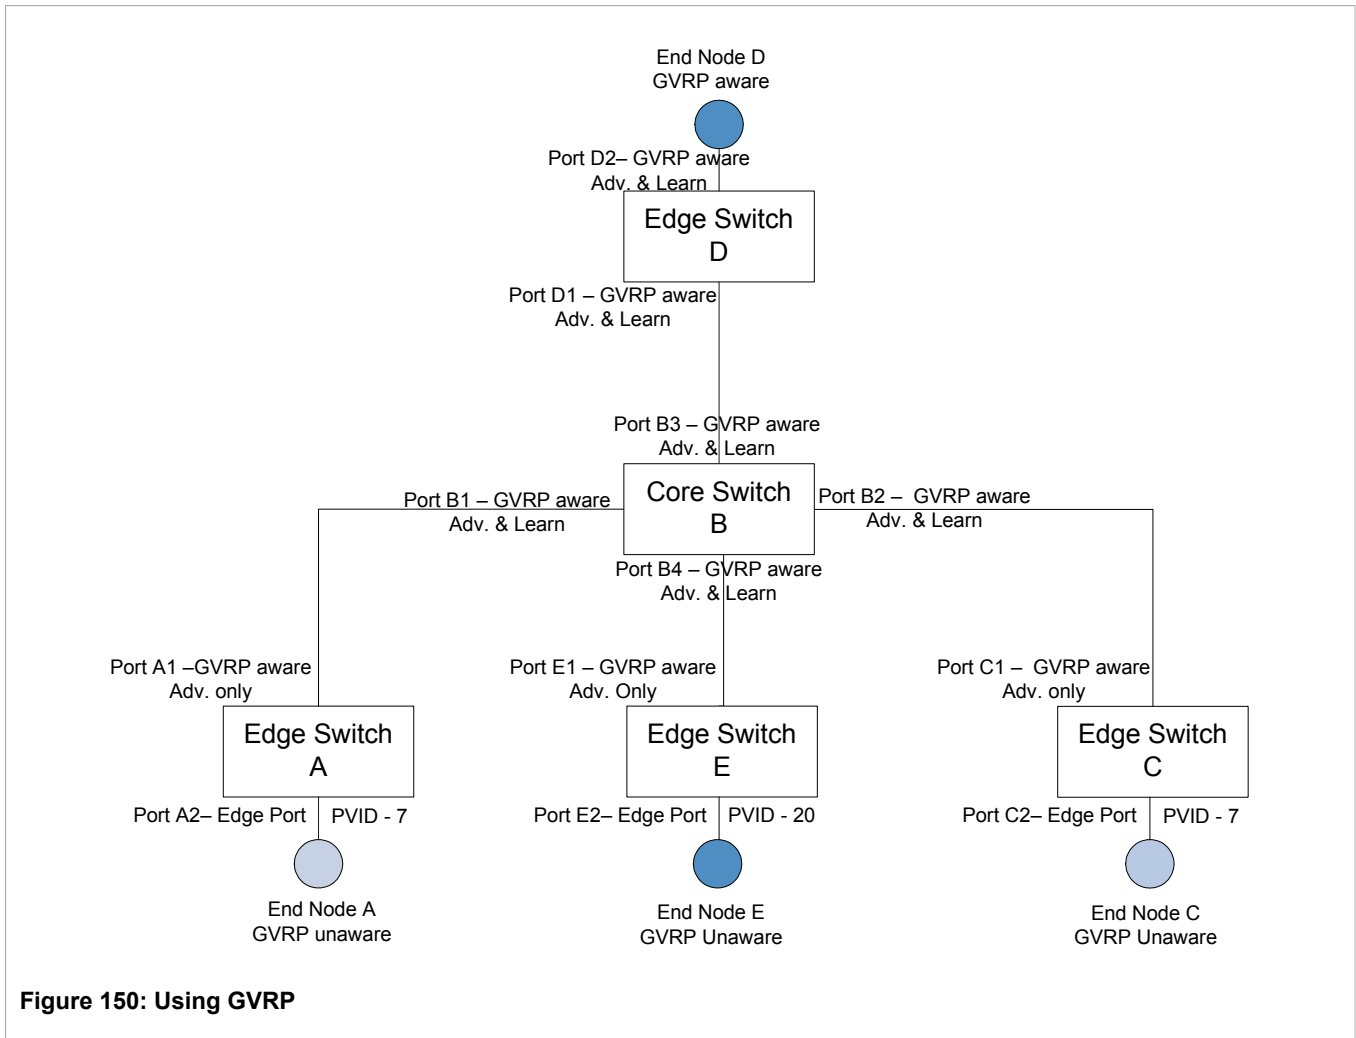 End Node D
GVRP aware
Port D2– GVRP aware
Adv. & Learn
Edge Switch
D
Port D1 – GVRP aware
Adv. & Learn
Port B3 – GVRP aware
Adv. & Learn
Port B1 – GVRP aware
Adv. & Learn
Core Switch
B
Port B2 – GVRP aware
Adv. & Learn
Port B4 – GVRP aware
Adv. & Learn
Port A1 –GVRP aware
Adv. only
Port E1 – GVRP aware
Adv. Only
Port C1 – GVRP aware
Adv. only
Edge Switch
A
Edge Switch
E
Edge Switch
C
Port A2– Edge Port
PVID - 7
Port E2– Edge Port
PVID - 20
Port C2– Edge Port
PVID - 7
End Node A
GVRP unaware
End Node E
GVRP Unaware
End Node C
GVRP Unaware
Figure 150: Using GVRP